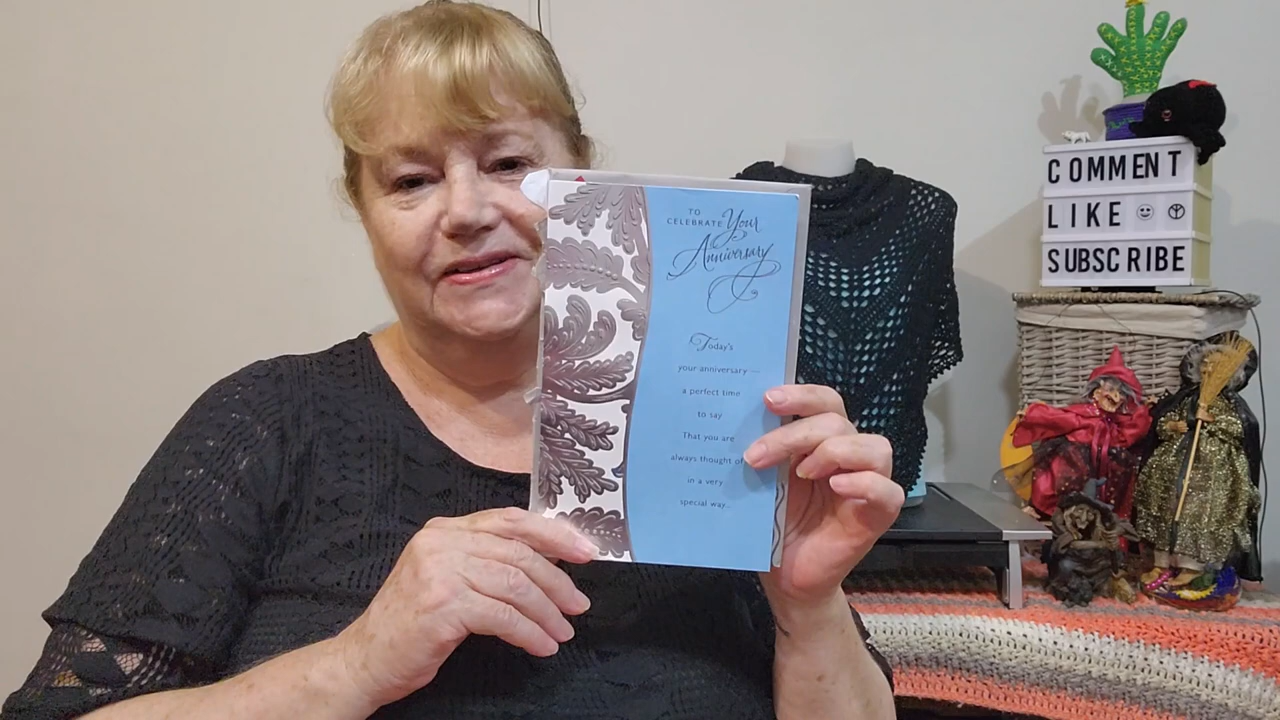 TO
CELEBRATE Your
Anniversary
Today's
your anniversary—
a perfect time
to say
That you are
always thought of
in a very
special way...
COMMENT
LIKE
SUBSCRIBE